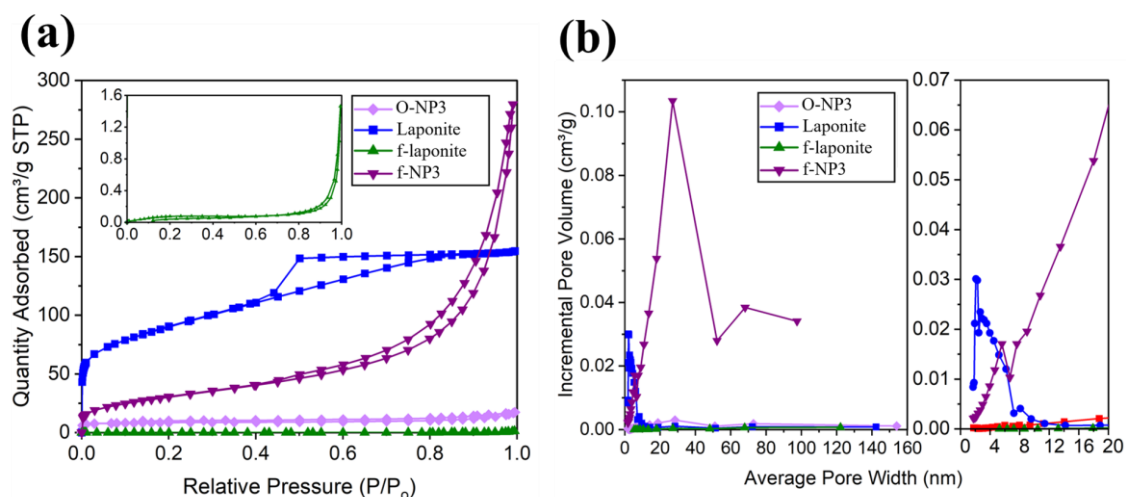 (a)
(b)
300
250
200
150
100
50
0
Quantity Adsorbed (cm³/g STP)
1.6
1.2
0.8
0.4
0.0
0.0 0.2 0.4 0.6 0.8 1.0
O-NP3
Laponite
f-laponite
f-NP3
0.0 0.2 0.4 0.6 0.8 1.0
Relative Pressure (P/Po)
0.10
0.08
0.06
0.04
0.02
0.00
Incremental Pore Volume (cm³/g)
O-NP3
Laponite
f-laponite
f-NP3
0 20 40 60 80 100 120 140 160
0.07
0.06
0.05
0.04
0.03
0.02
0.01
0.00
0 4 8 12 16 20
Average Pore Width (nm)